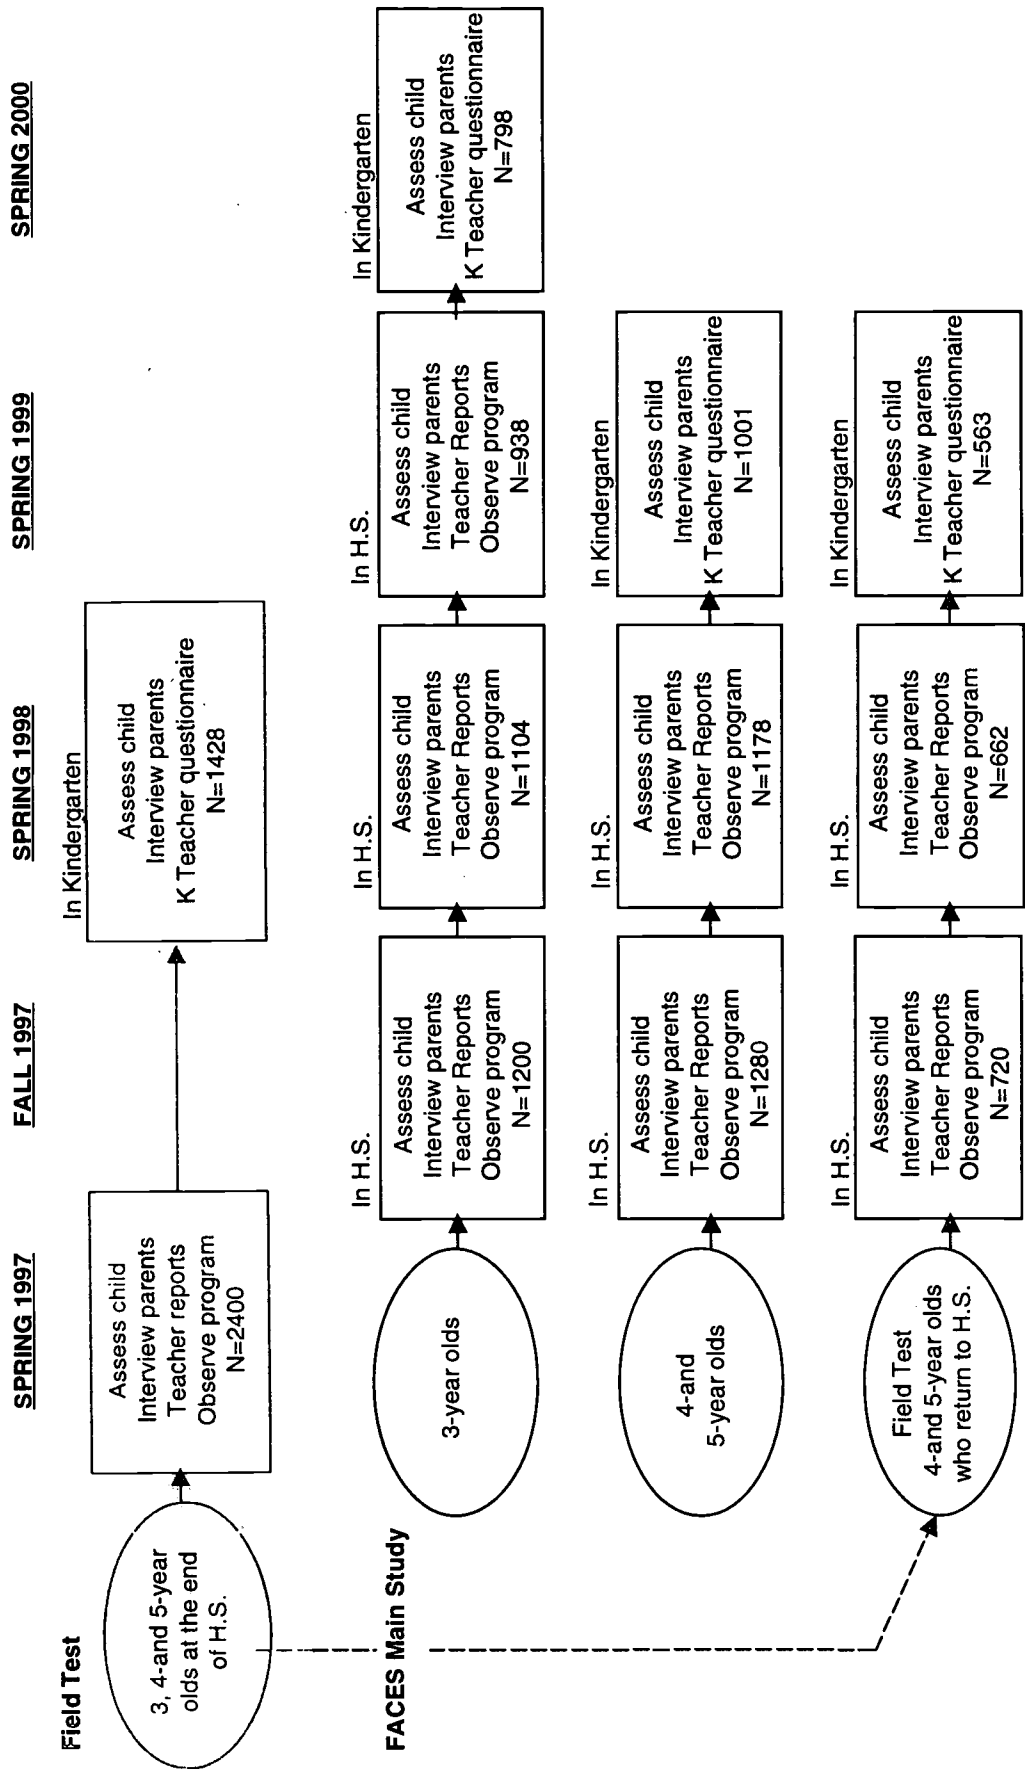 SPRING 1997
FALL 1997
SPRING 1998
SPRING 1999
SPRING 2000
Field Test
3, 4-and 5-year
olds at the end
of H.S.
Assess child
Interview parents
Teacher reports
Observe program
N=2400
In Kindergarten
Assess child
Interview parents
K Teacher questionnaire
N=1428
FACES Main Study
3-year olds
In H.S.
Assess child
Interview parents
Teacher Reports
Observe program
N=1200
In H.S.
Assess child
Interview parents
Teacher Reports
Observe program
N=1104
In H.S.
Assess child
Interview parents
Teacher Reports
Observe program
N=938
In Kindergarten
Assess child
Interview parents
K Teacher questionnaire
N=798
4-and
5-year olds
In H.S.
Assess child
Interview parents
Teacher Reports
Observe program
N=1280
In H.S.
Assess child
Interview parents
Teacher Reports
Observe program
N=1178
In Kindergarten
Assess child
Interview parents
K Teacher questionnaire
N=1001
Field Test
4-and 5-year olds
who return to H.S.
In H.S.
Assess child
Interview parents
Teacher Reports
Observe program
N=720
In H.S.
Assess child
Interview parents
Teacher Reports
Observe program
N=662
In Kindergarten
Assess child
Interview parents
K Teacher questionnaire
N=563